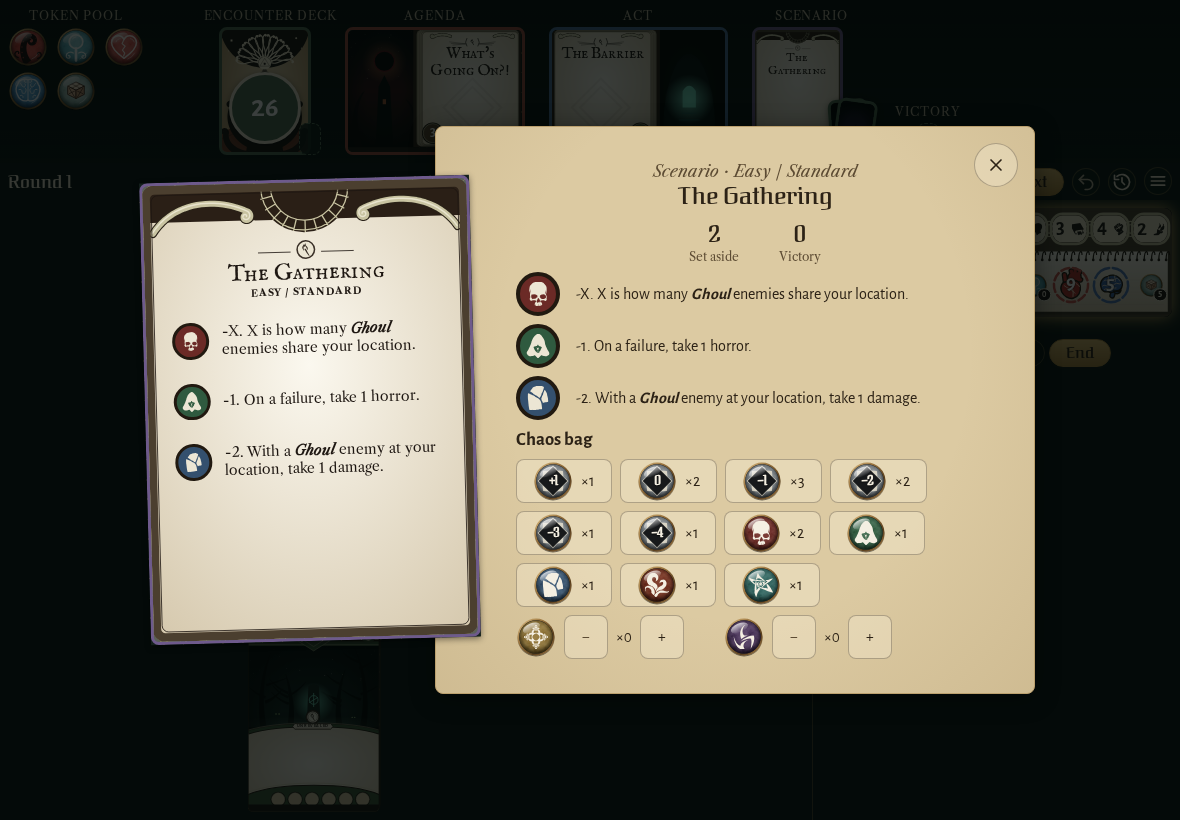 TOKEN POOL
ENCOUNTER DECK
AGENDA
ACT
SCENARIO
26
What's
Going On?!
The Barrier
The
Gathering
VICTORY
Round 1
3 4 2
9 5
End
The Gathering
EASY / STANDARD
-X. X is how many Ghoul
enemies share your location.
-1. On a failure, take 1 horror.
-2. With a Ghoul enemy at your
location, take 1 damage.
Scenario · Easy / Standard
The Gathering
2 0
Set aside Victory
-X. X is how many Ghoul enemies share your location.
-1. On a failure, take 1 horror.
-2. With a Ghoul enemy at your location, take 1 damage.
Chaos bag
+1 ×1 0 ×2 -1 ×3 -2 ×2
-3 ×1 -4 ×1 ×2 ×1
×1 ×1 ×1
− ×0 + − ×0 +